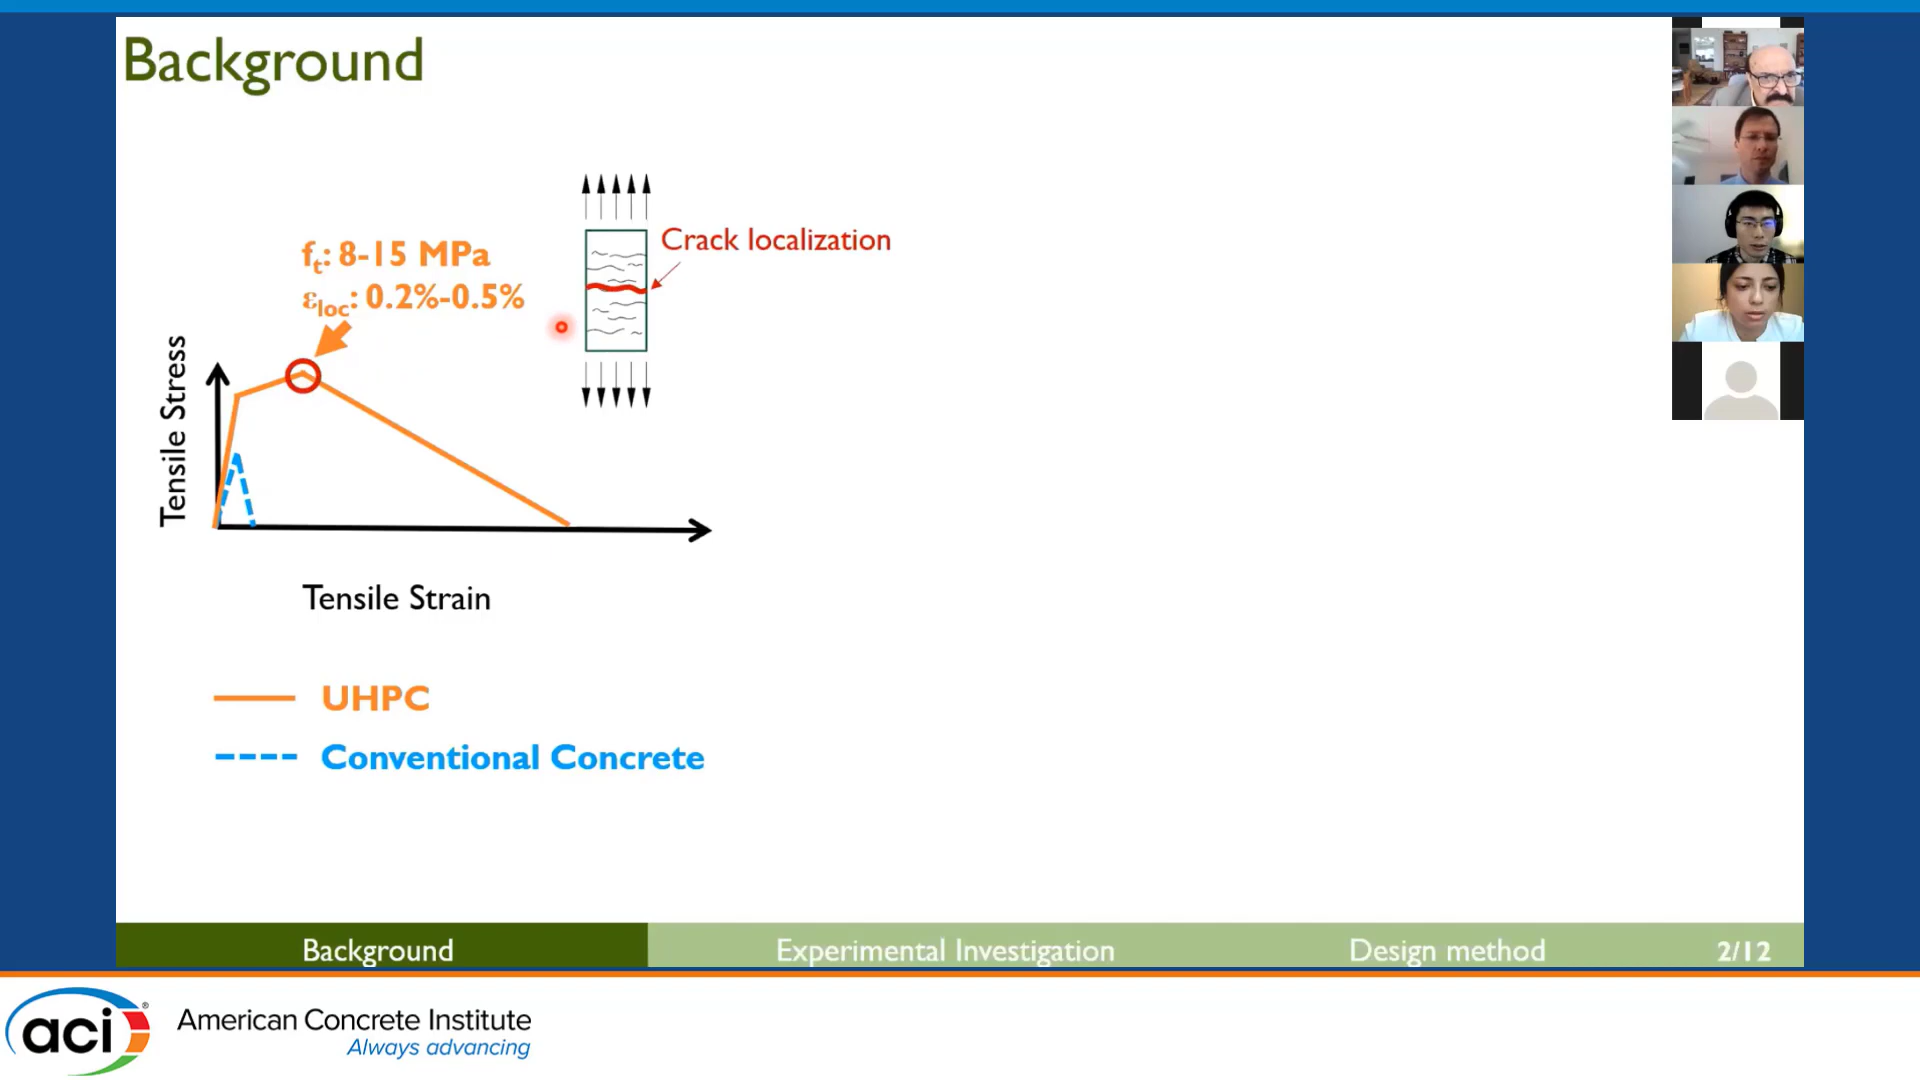 Background
f_t: 8-15 MPa
ε_loc: 0.2%-0.5%
Crack localization
Tensile Stress
Tensile Strain
UHPC
Conventional Concrete
Background
Experimental Investigation
Design method
2/12
aci®
American Concrete Institute
Always advancing